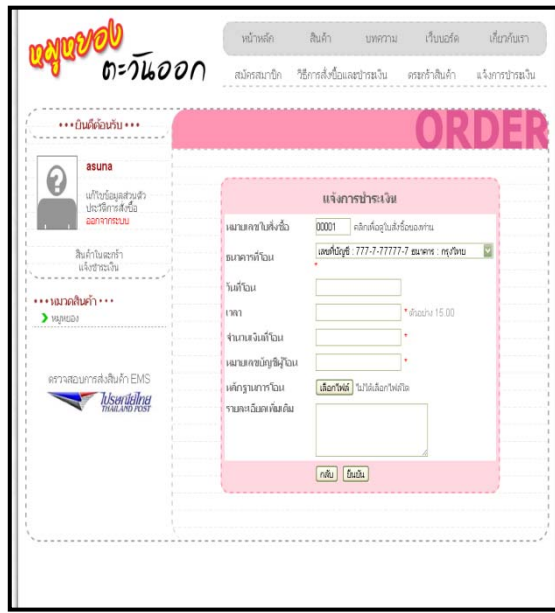 หมูหยอง
ตะวันออก
หน้าหลัก สินค้า บทความ เว็บบอร์ด เกี่ยวกับเรา
สมัครสมาชิก วิธีการสั่งซื้อและชำระเงิน ตะกร้าสินค้า แจ้งการชำระเงิน
•••ยินดีต้อนรับ•••
asuna
แก้ไขข้อมูลส่วนตัว
ประวัติการสั่งซื้อ
ออกจากระบบ
สินค้าในตะกร้า
แจ้งชำระเงิน
•••หมวดสินค้า•••
หมูหยอง
ตรวจสอบการส่งสินค้า EMS
ไปรษณีย์ไทย
THAILAND POST
ORDER
แจ้งการชำระเงิน
หมายเลขใบสั่งซื้อ 00001 คลิกเพื่อดูใบสั่งซื้อของท่าน
ธนาคารที่โอน เลขที่บัญชี : 777-7-77777-7 ธนาคาร : กรุงไทย
*
วันที่โอน
เวลา * ตัวอย่าง 15.00
จำนวนเงินที่โอน *
หมายเลขบัญชีผู้โอน *
หลักฐานการโอน เลือกไฟล์ ไม่ได้เลือกไฟล์ใด
รายละเอียดเพิ่มเติม
กลับ ยืนยัน